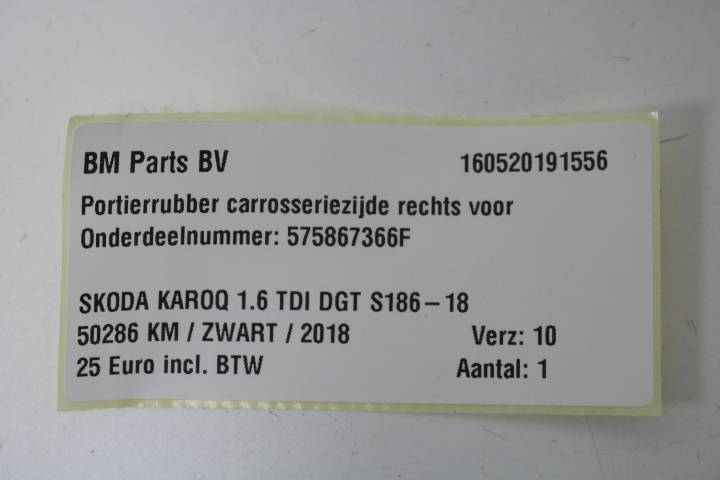 BM Parts BV 160520191556
Portierrubber carrosseriezijde rechts voor
Onderdeelnummer: 575867366F
SKODA KAROQ 1.6 TDI DGT S186-18
50286 KM / ZWART / 2018 Verz: 10
25 Euro incl. BTW Aantal: 1